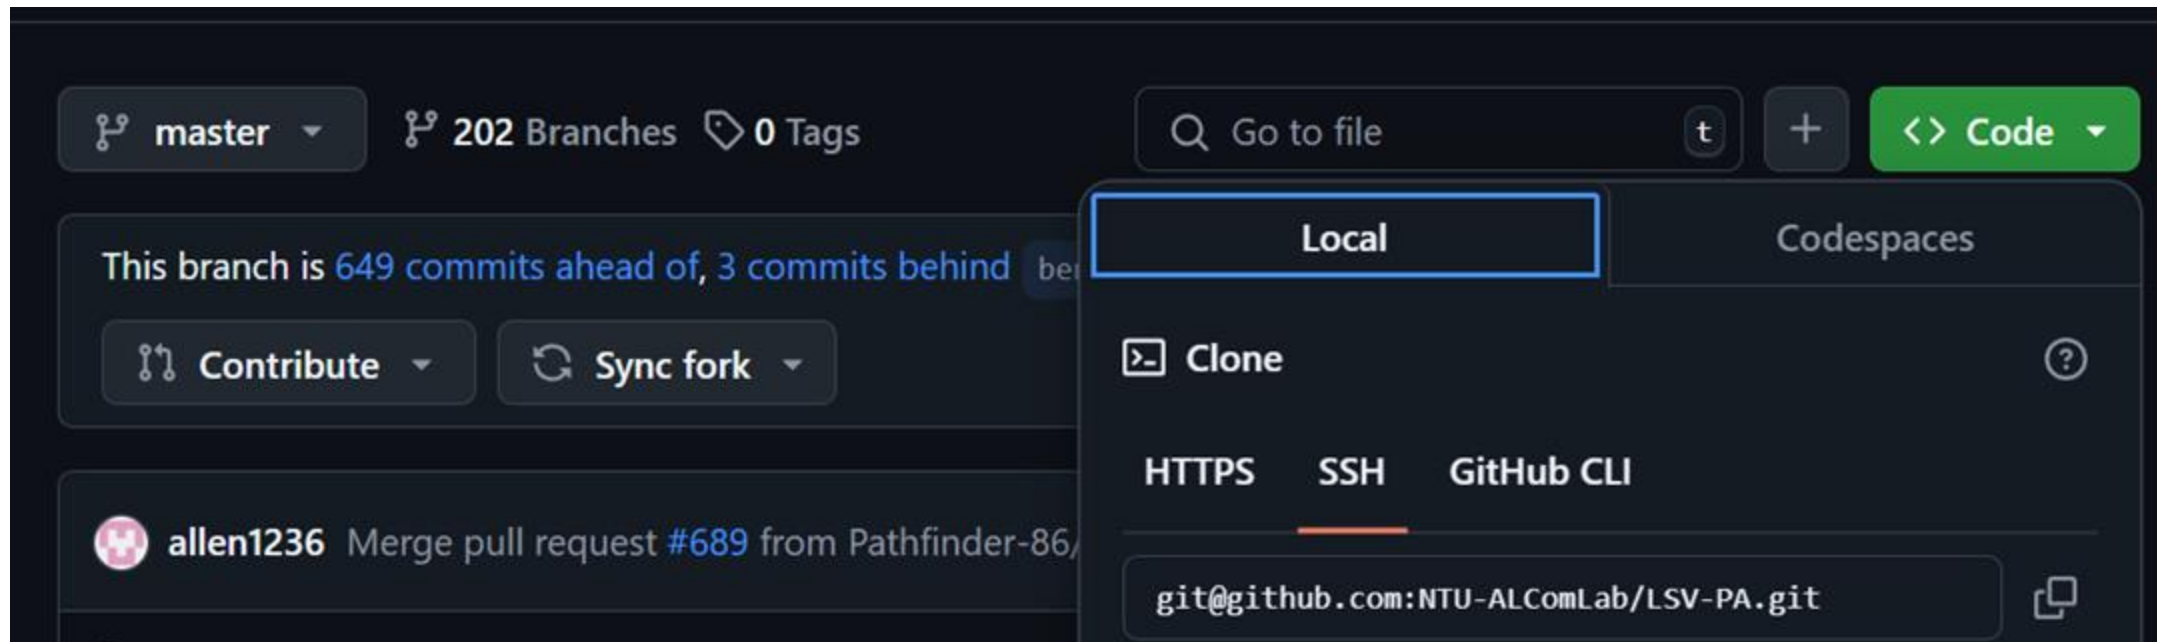 master 202 Branches 0 Tags Go to file t + <> Code
This branch is 649 commits ahead of, 3 commits behind
Local Codespaces
Contribute Sync fork
Clone
HTTPS SSH GitHub CLI
allen1236 Merge pull request #689 from Pathfinder-86/
git@github.com:NTU-ALComLab/LSV-PA.git